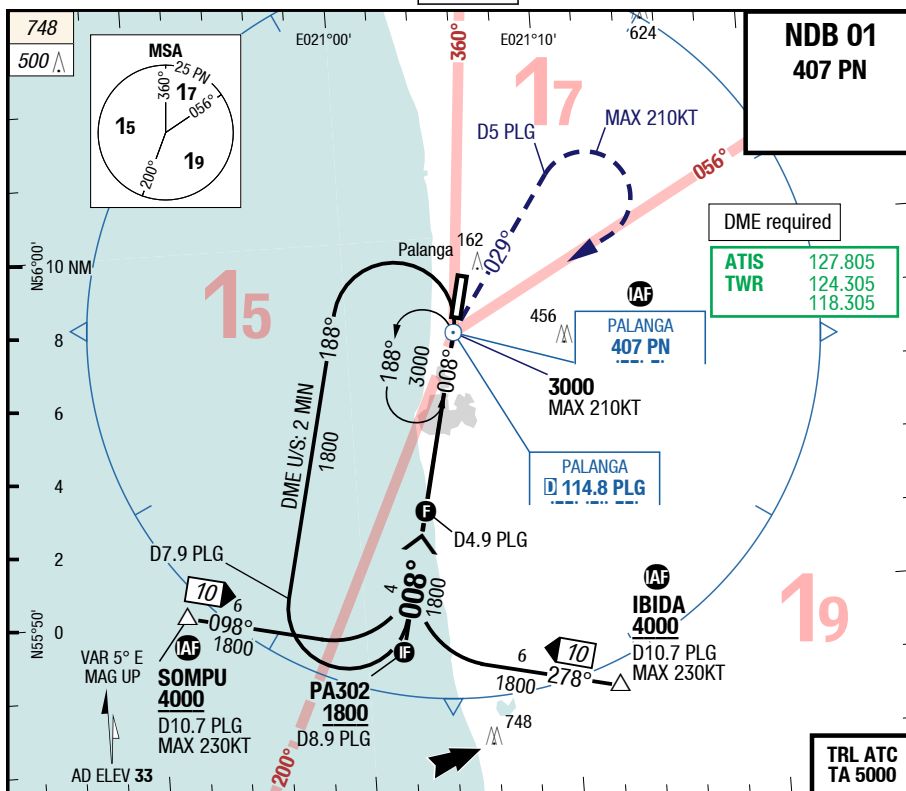 748
500
MSA
25 PN
360°
056°
200°
17
15
19
E021°00'
E021°10'
360°
17
624
NDB 01
407 PN
D5 PLG
MAX 210KT
056°
DME required
ATIS 127.805
TWR 124.305
118.305
N56°00'
10 NM
8
6
4
2
0
N55°50'
15
Palanga
162
029°
IAF
PALANGA
407 PN
456
3000
MAX 210KT
188°
188°
3000
008°
DME U/S: 2 MIN
1800
PALANGA
D 114.8 PLG
F
D4.9 PLG
D7.9 PLG
10
6
098°
1800
4
008°
1800
IAF
IBIDA
4000
D10.7 PLG
MAX 230KT
19
10
6
278°
1800
IF
PA302
1800
D8.9 PLG
IAF
SOMPU
4000
D10.7 PLG
MAX 230KT
VAR 5° E
MAG UP
AD ELEV 33
200°
748
TRL ATC
TA 5000